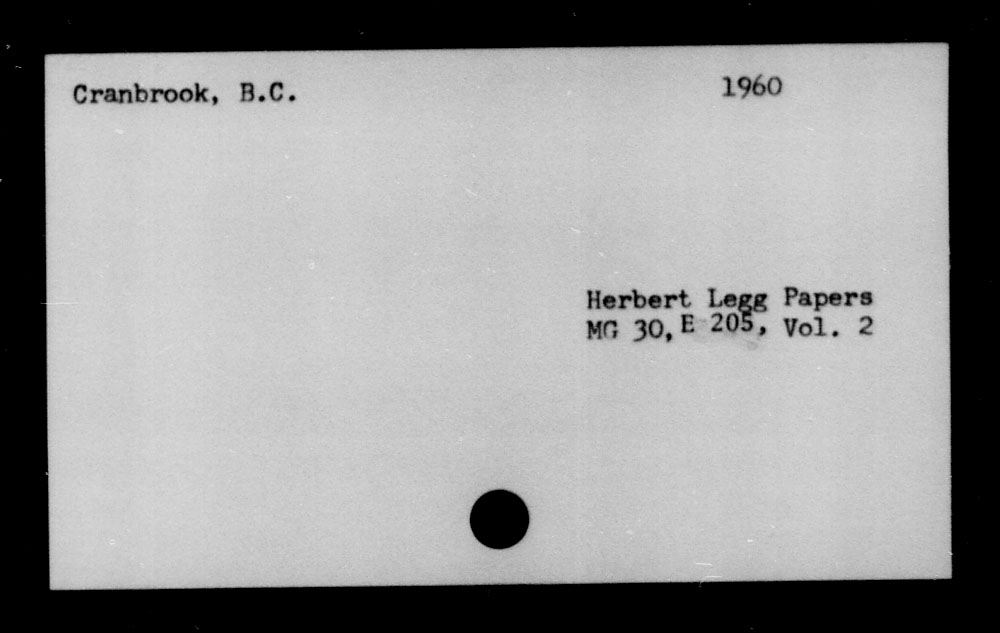 Cranbrook, B.C. 1960
Herbert Legg Papers
MG 30, E 205, Vol. 2